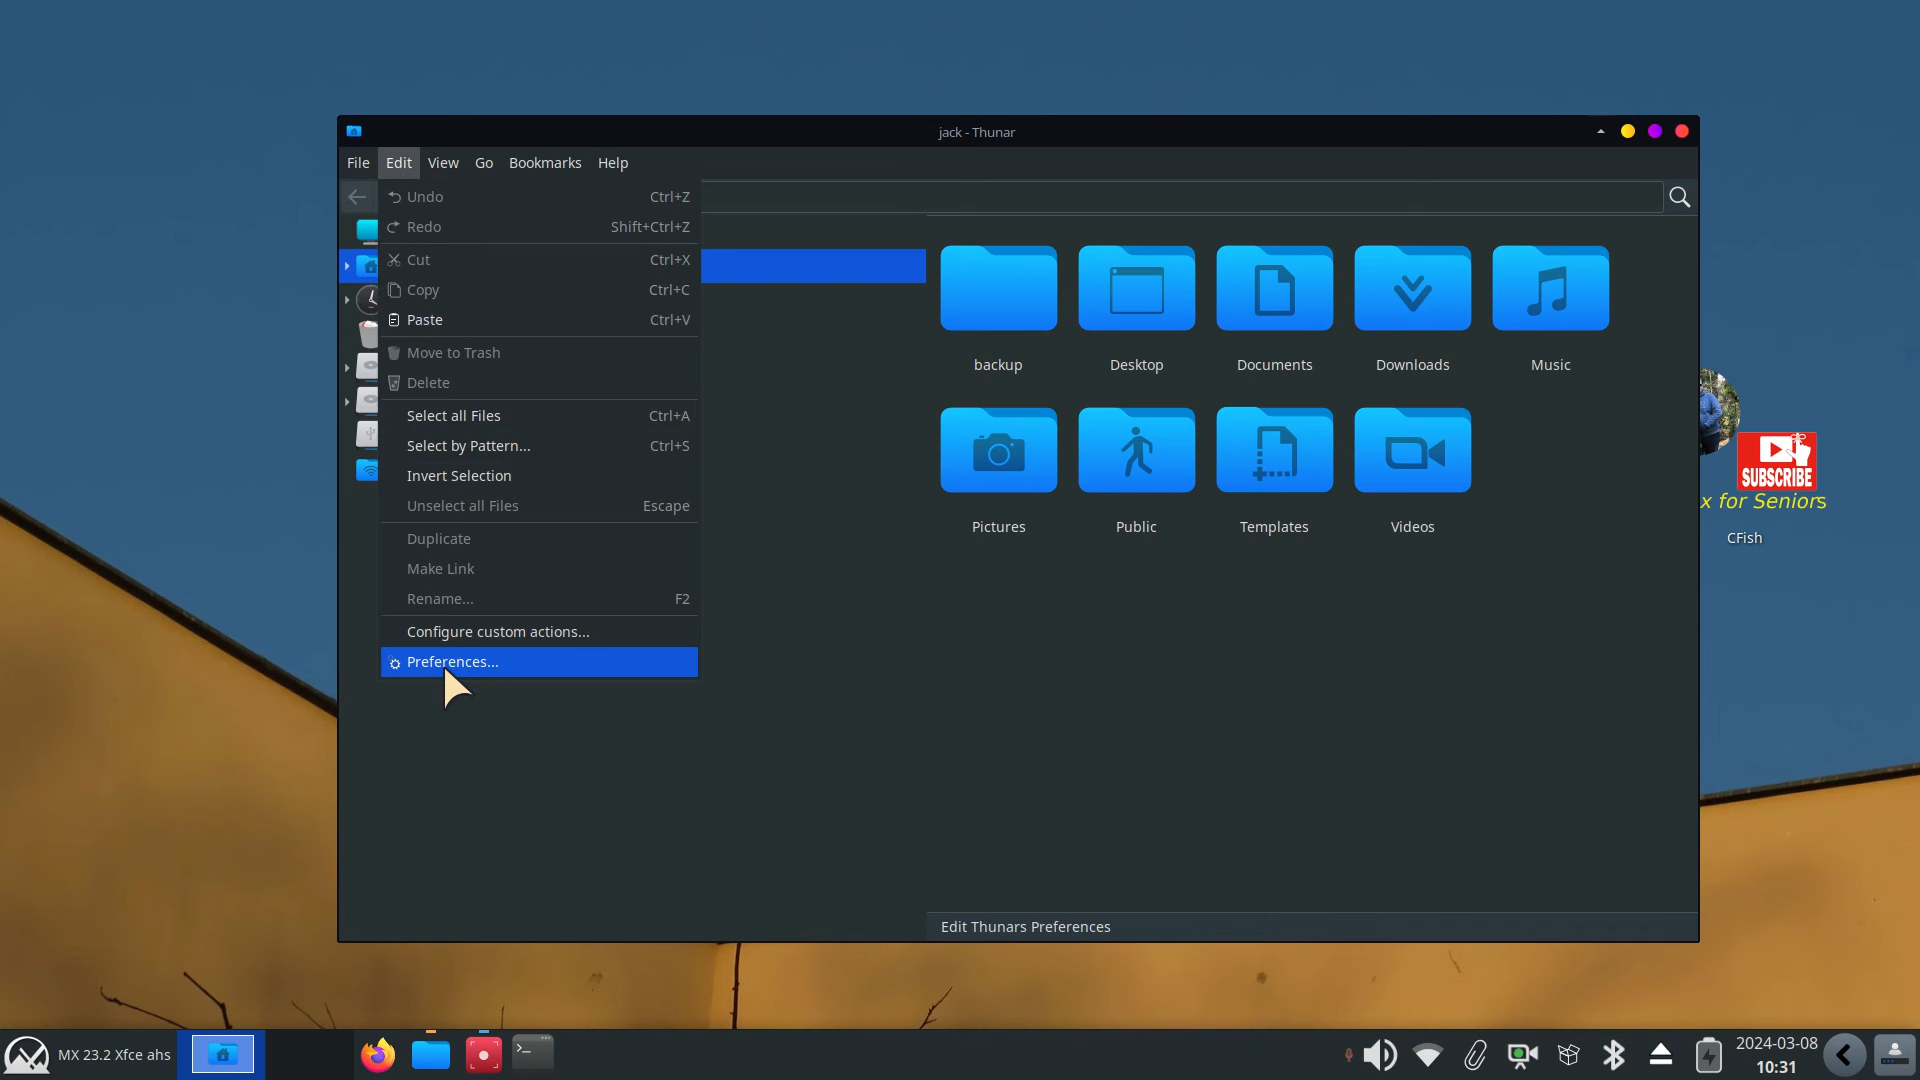 jack - Thunar
File Edit View Go Bookmarks Help
Undo Ctrl+Z
Redo Shift+Ctrl+Z
Cut Ctrl+X
Copy Ctrl+C
Paste Ctrl+V
Move to Trash
Delete
Select all Files Ctrl+A
Select by Pattern... Ctrl+S
Invert Selection
Unselect all Files Escape
Duplicate
Make Link
Rename... F2
Configure custom actions...
Preferences...
backup Desktop Documents Downloads Music
Pictures Public Templates Videos
Edit Thunars Preferences
SUBSCRIBE
x for Seniors
CFish
MX 23.2 Xfce ahs
2024-03-08
10:31